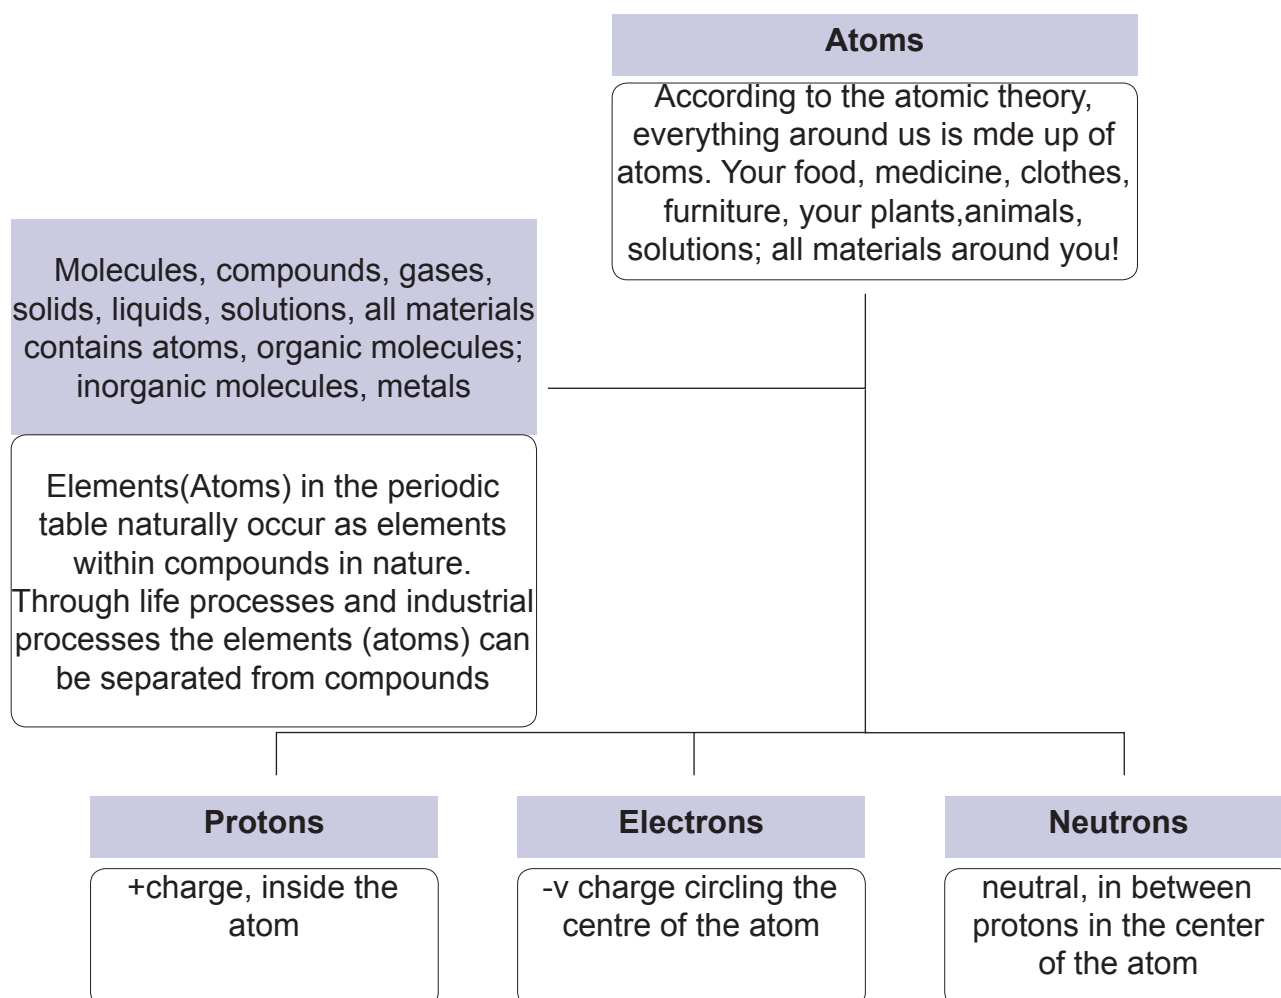 Atoms
According to the atomic theory,
everything around us is mde up of
atoms. Your food, medicine, clothes,
furniture, your plants,animals,
solutions; all materials around you!
Molecules, compounds, gases,
solids, liquids, solutions, all materials
contains atoms, organic molecules;
inorganic molecules, metals
Elements(Atoms) in the periodic
table naturally occur as elements
within compounds in nature.
Through life processes and industrial
processes the elements (atoms) can
be separated from compounds
Protons
+charge, inside the
atom
Electrons
-v charge circling the
centre of the atom
Neutrons
neutral, in between
protons in the center
of the atom